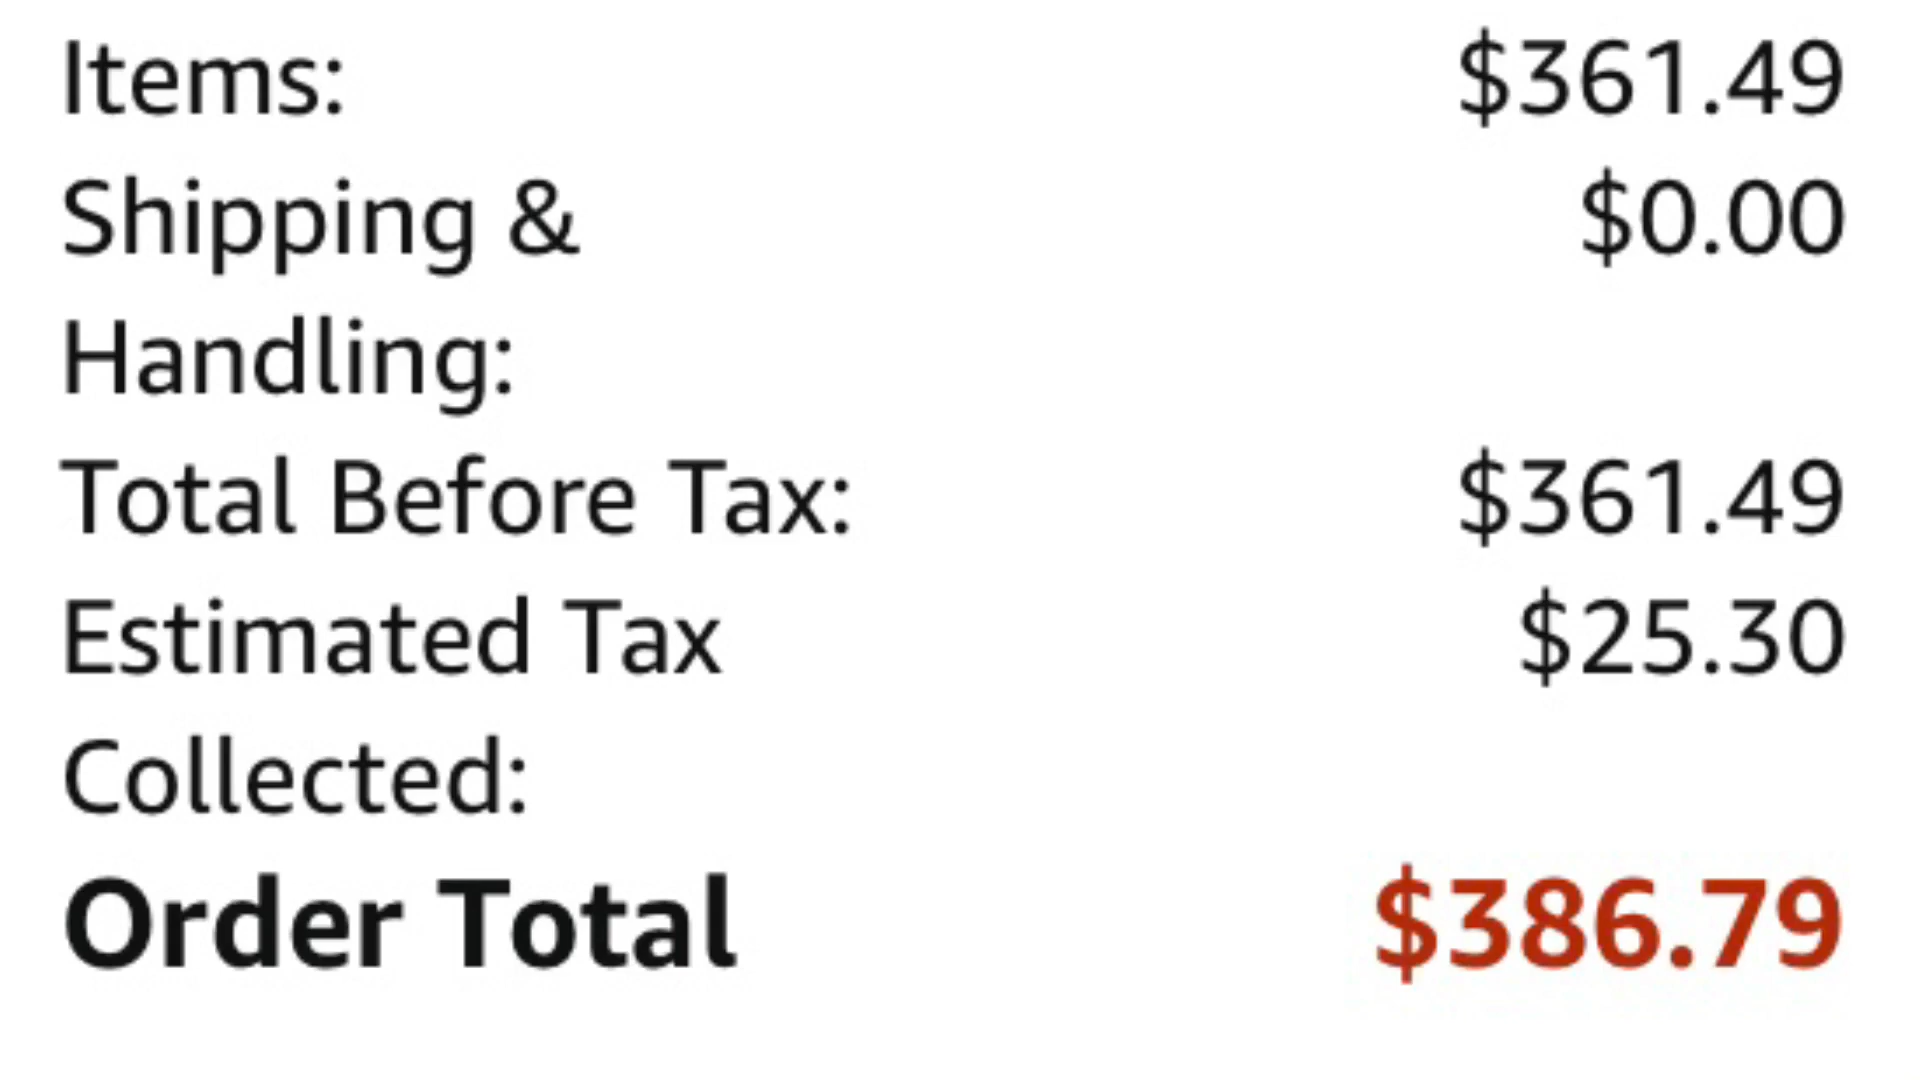 Items: $361.49
Shipping & $0.00
Handling:
Total Before Tax: $361.49
Estimated Tax $25.30
Collected:
Order Total $386.79